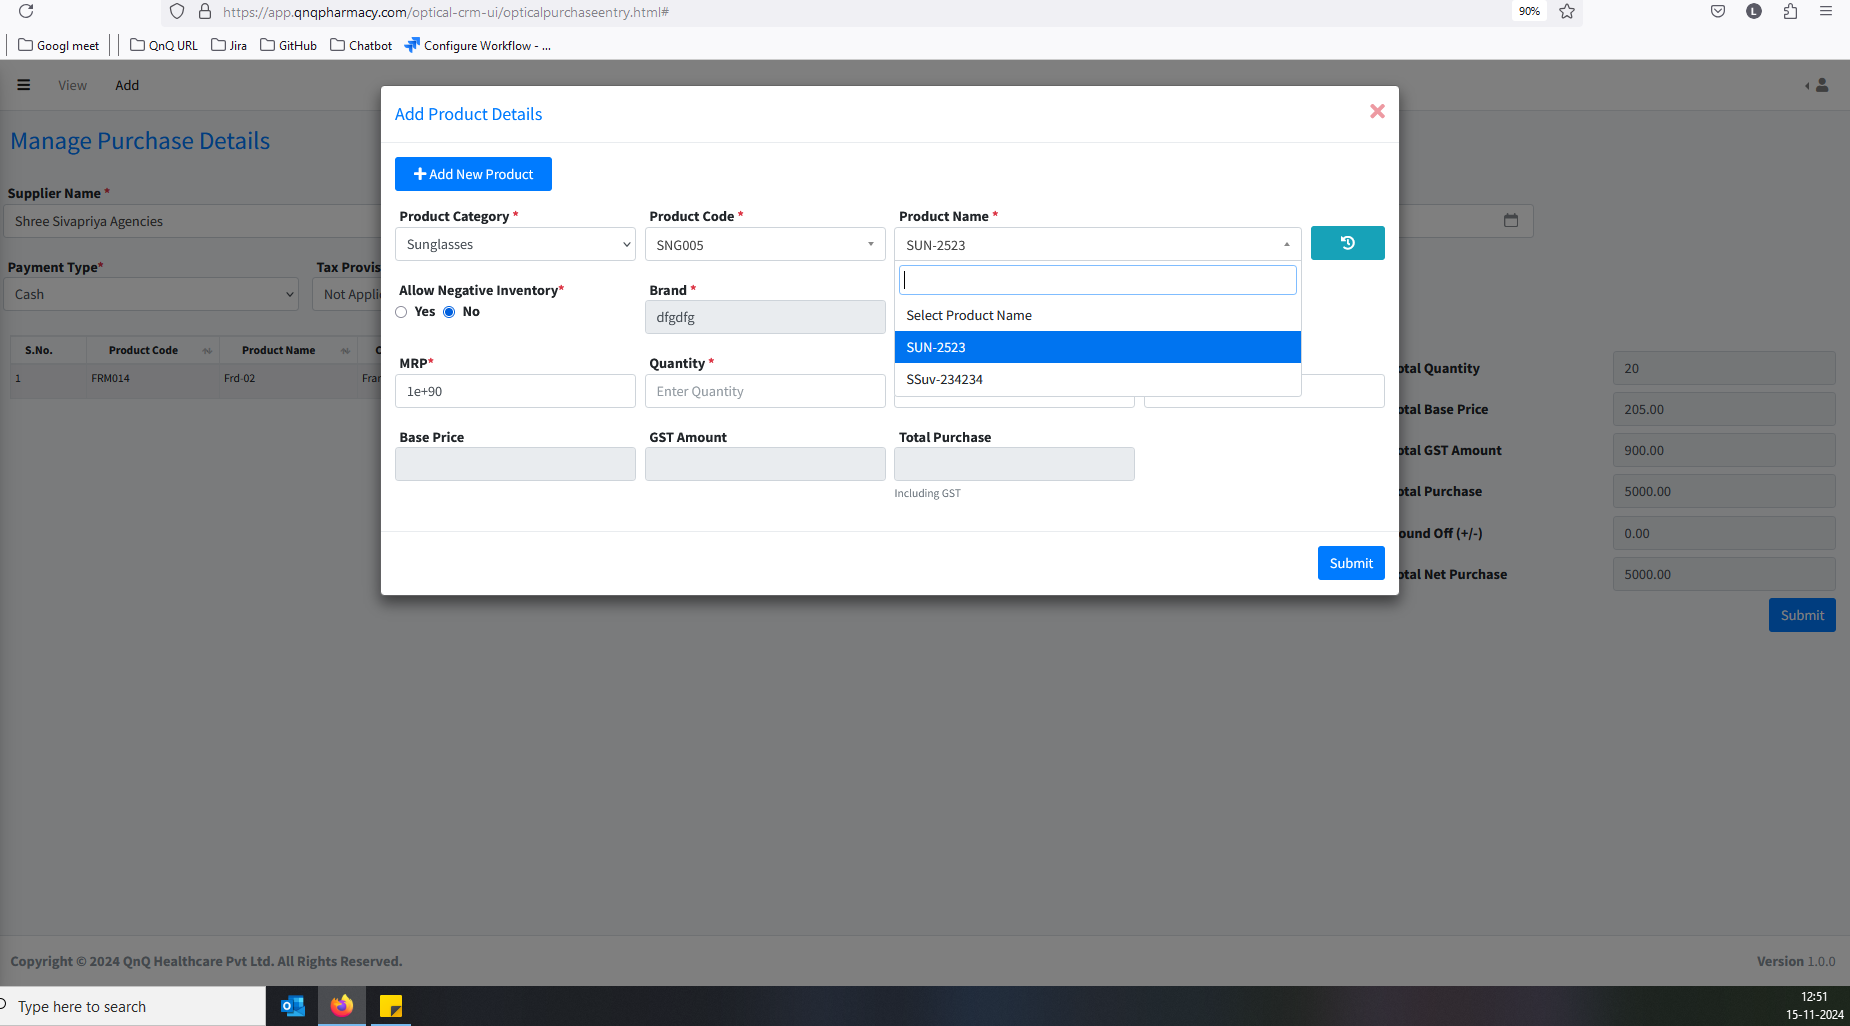 https://app.qnqpharmacy.com/optical-crm-ui/opticalpurchaseentry.html#
90%
L
Googl meet
QnQ URL
Jira
GitHub
Chatbot
Configure Workflow - ...
View
Add
Manage Purchase Details
Add Product Details
Add New Product
Supplier Name *
Shree Sivapriya Agencies
Product Category *
Product Code *
Product Name *
Sunglasses
SNG005
SUN-2523
Payment Type*
Tax Provis
Cash
Not Appli
Allow Negative Inventory*
Yes
No
Brand *
dfgdfg
Select Product Name
SUN-2523
SSuv-234234
S.No.
Product Code
Product Name
1
FRM014
Frd-02
Fran
MRP*
Quantity *
1e+90
Enter Quantity
Base Price
GST Amount
Total Purchase
Including GST
Submit
otal Quantity
20
otal Base Price
205.00
otal GST Amount
900.00
otal Purchase
5000.00
ound Off (+/-)
0.00
otal Net Purchase
5000.00
Submit
Copyright © 2024 QnQ Healthcare Pvt Ltd. All Rights Reserved.
Version 1.0.0
Type here to search
12:51
15-11-2024